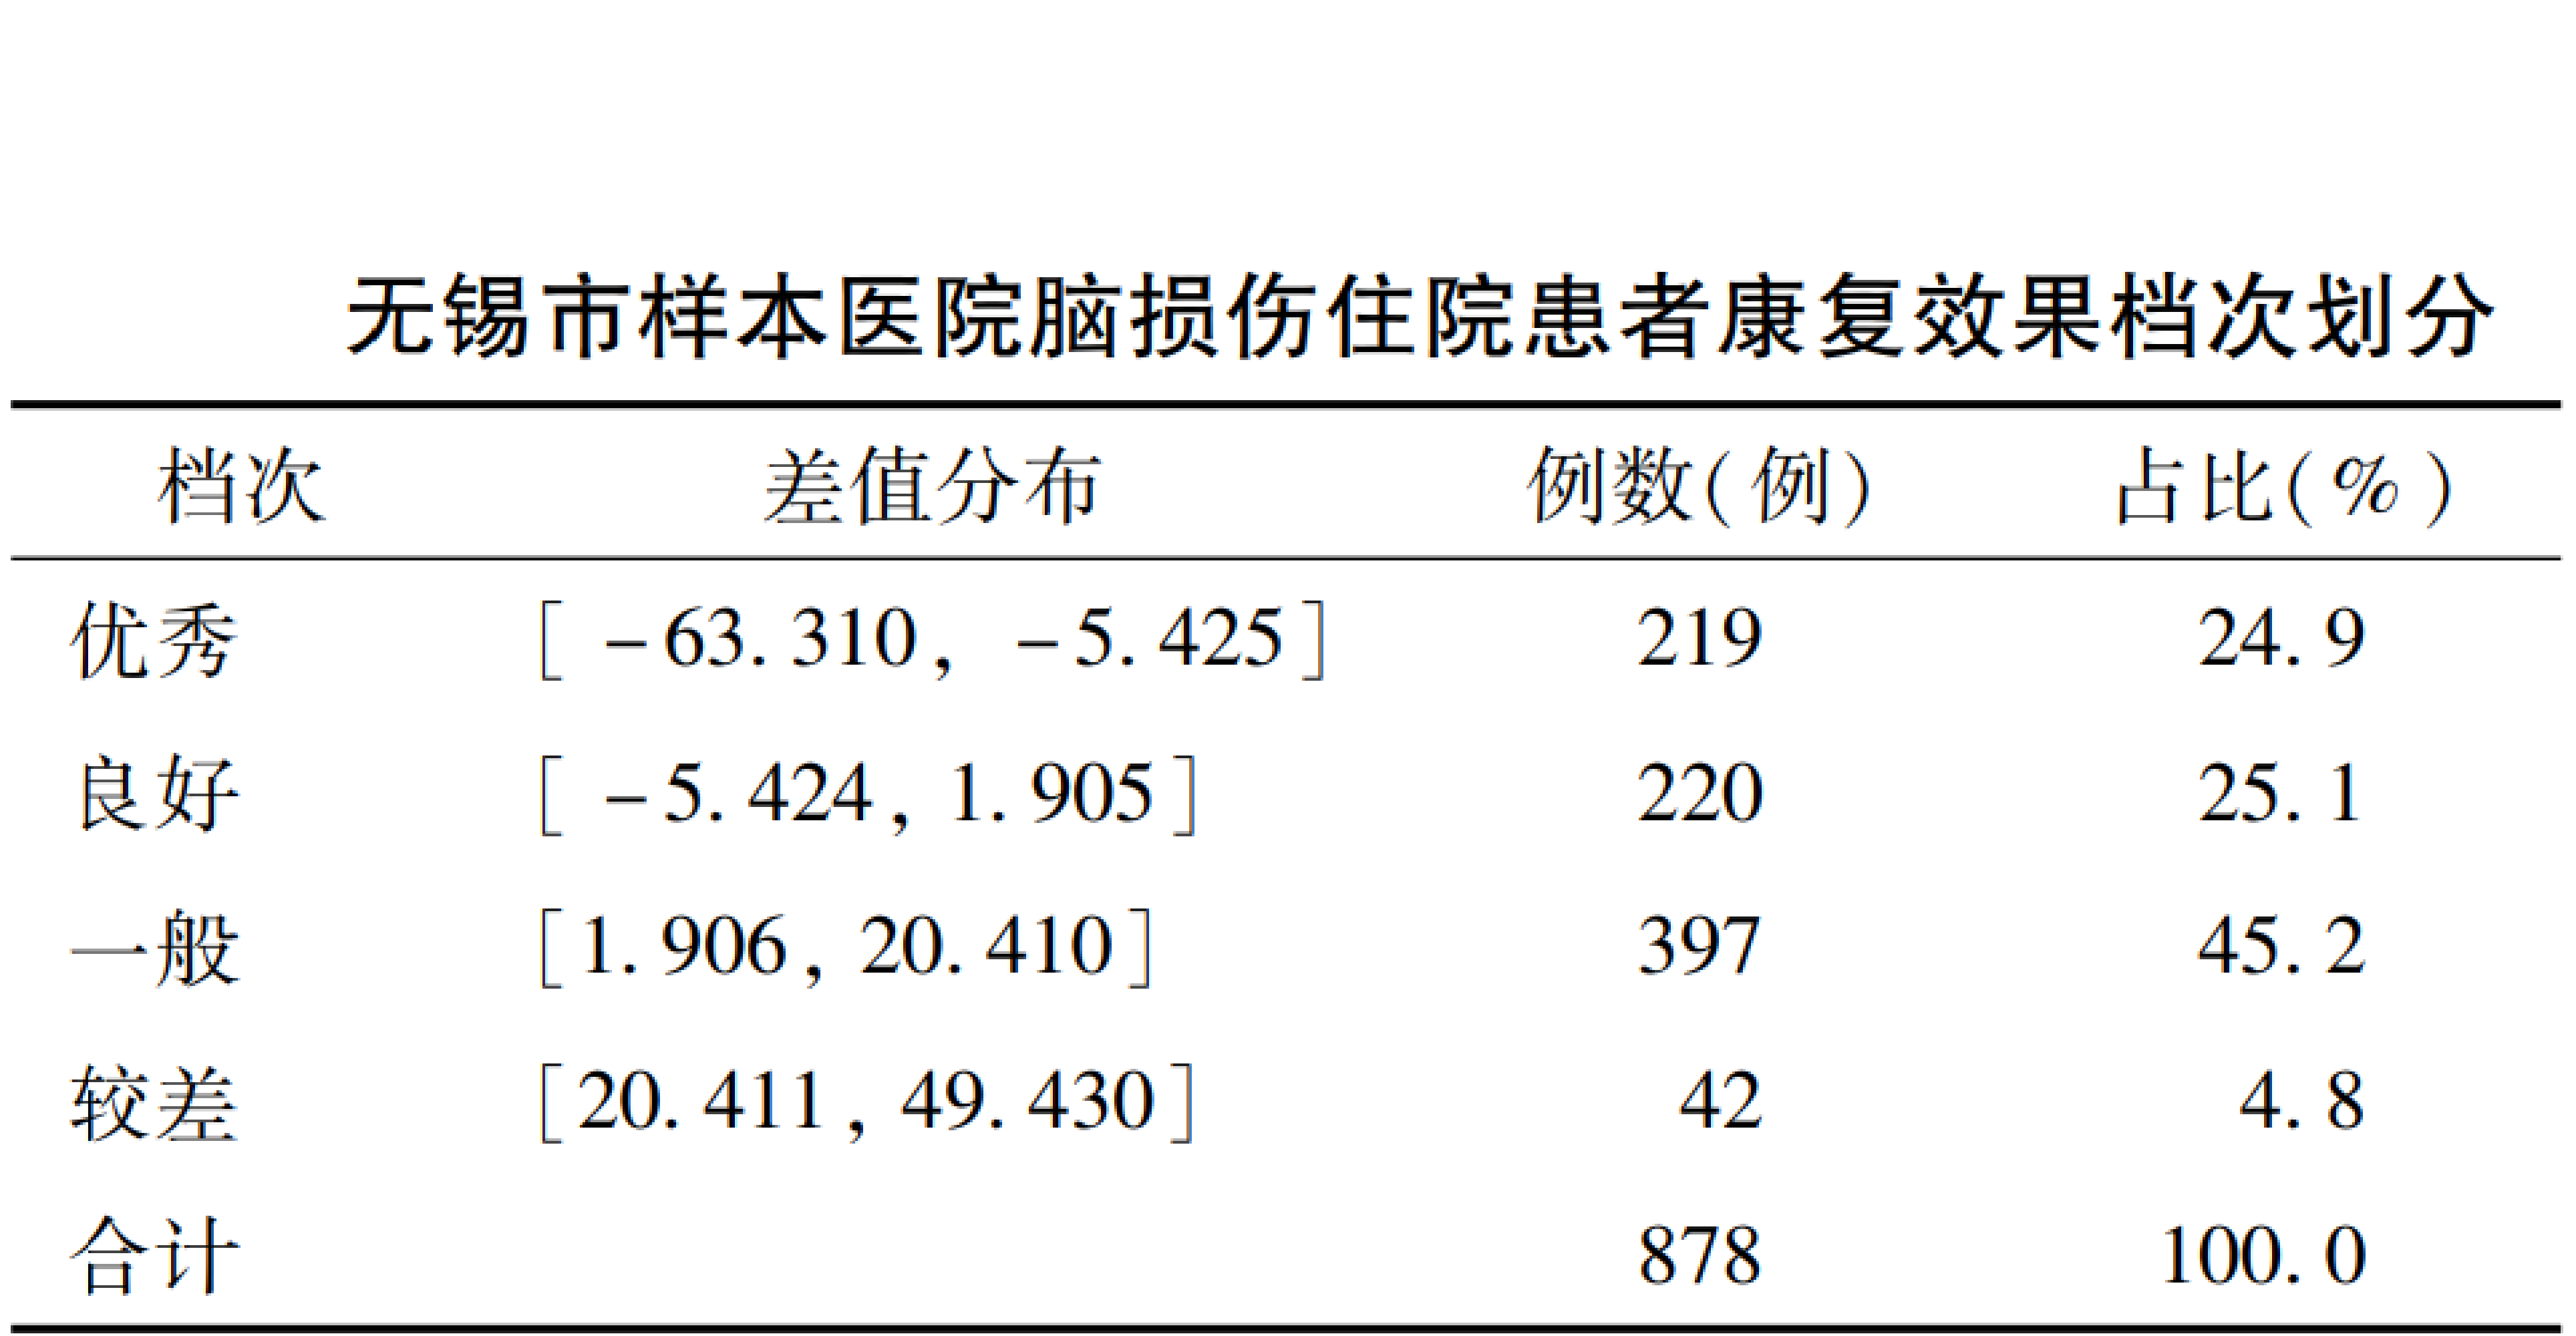 无锡市样本医院脑损伤住院患者康复效果档次划分
档次 差值分布 例数(例) 占比(%)
优秀 [-63.310, -5.425] 219 24.9
良好 [-5.424, 1.905] 220 25.1
一般 [1.906, 20.410] 397 45.2
较差 [20.411, 49.430] 42 4.8
合计 878 100.0